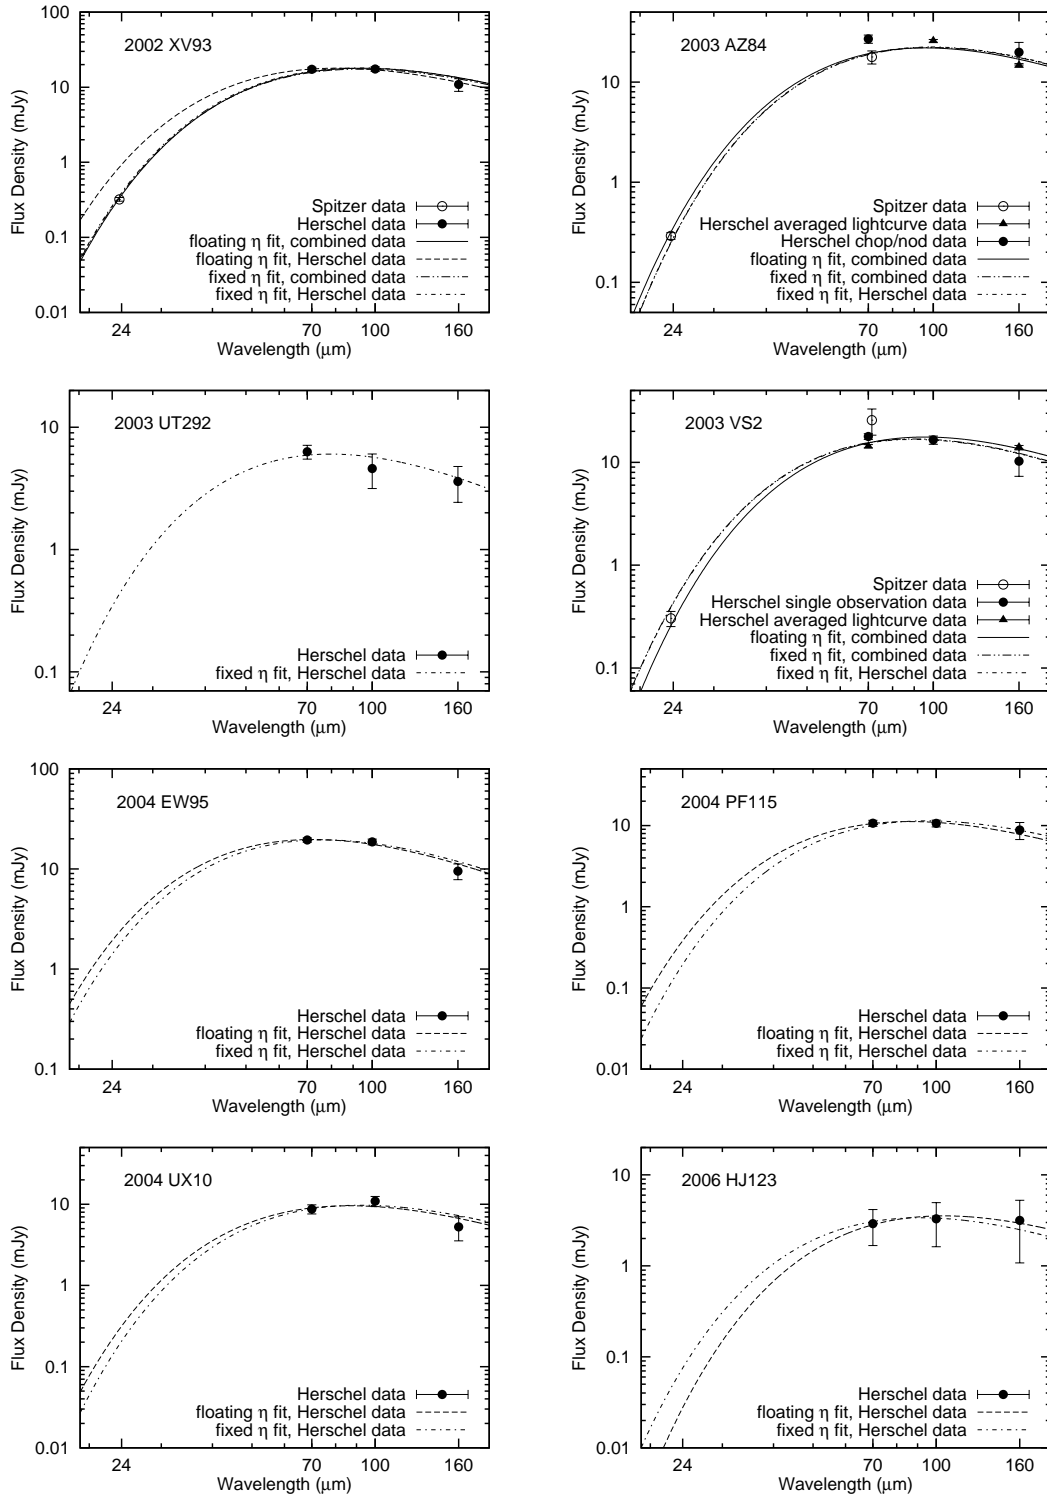 2002 XV93
Flux Density (mJy)
100
10
1
0.1
0.01
Spitzer data
Herschel data
floating η fit, combined data
floating η fit, Herschel data
fixed η fit, combined data
fixed η fit, Herschel data
24 70 100 160
Wavelength (μm)
2003 AZ84
Flux Density (mJy)
10
1
0.1
Spitzer data
Herschel averaged lightcurve data
Herschel chop/nod data
floating η fit, combined data
fixed η fit, combined data
fixed η fit, Herschel data
24 70 100 160
Wavelength (μm)
2003 UT292
Flux Density (mJy)
10
1
0.1
Herschel data
fixed η fit, Herschel data
24 70 100 160
Wavelength (μm)
2003 VS2
Flux Density (mJy)
10
1
0.1
Spitzer data
Herschel single observation data
Herschel averaged lightcurve data
floating η fit, combined data
fixed η fit, combined data
fixed η fit, Herschel data
24 70 100 160
Wavelength (μm)
2004 EW95
Flux Density (mJy)
100
10
1
0.1
Herschel data
floating η fit, Herschel data
fixed η fit, Herschel data
24 70 100 160
Wavelength (μm)
2004 PF115
Flux Density (mJy)
10
1
0.1
0.01
Herschel data
floating η fit, Herschel data
fixed η fit, Herschel data
24 70 100 160
Wavelength (μm)
2004 UX10
Flux Density (mJy)
10
1
0.1
0.01
Herschel data
floating η fit, Herschel data
fixed η fit, Herschel data
24 70 100 160
Wavelength (μm)
2006 HJ123
Flux Density (mJy)
10
1
0.1
0.01
Herschel data
floating η fit, Herschel data
fixed η fit, Herschel data
24 70 100 160
Wavelength (μm)